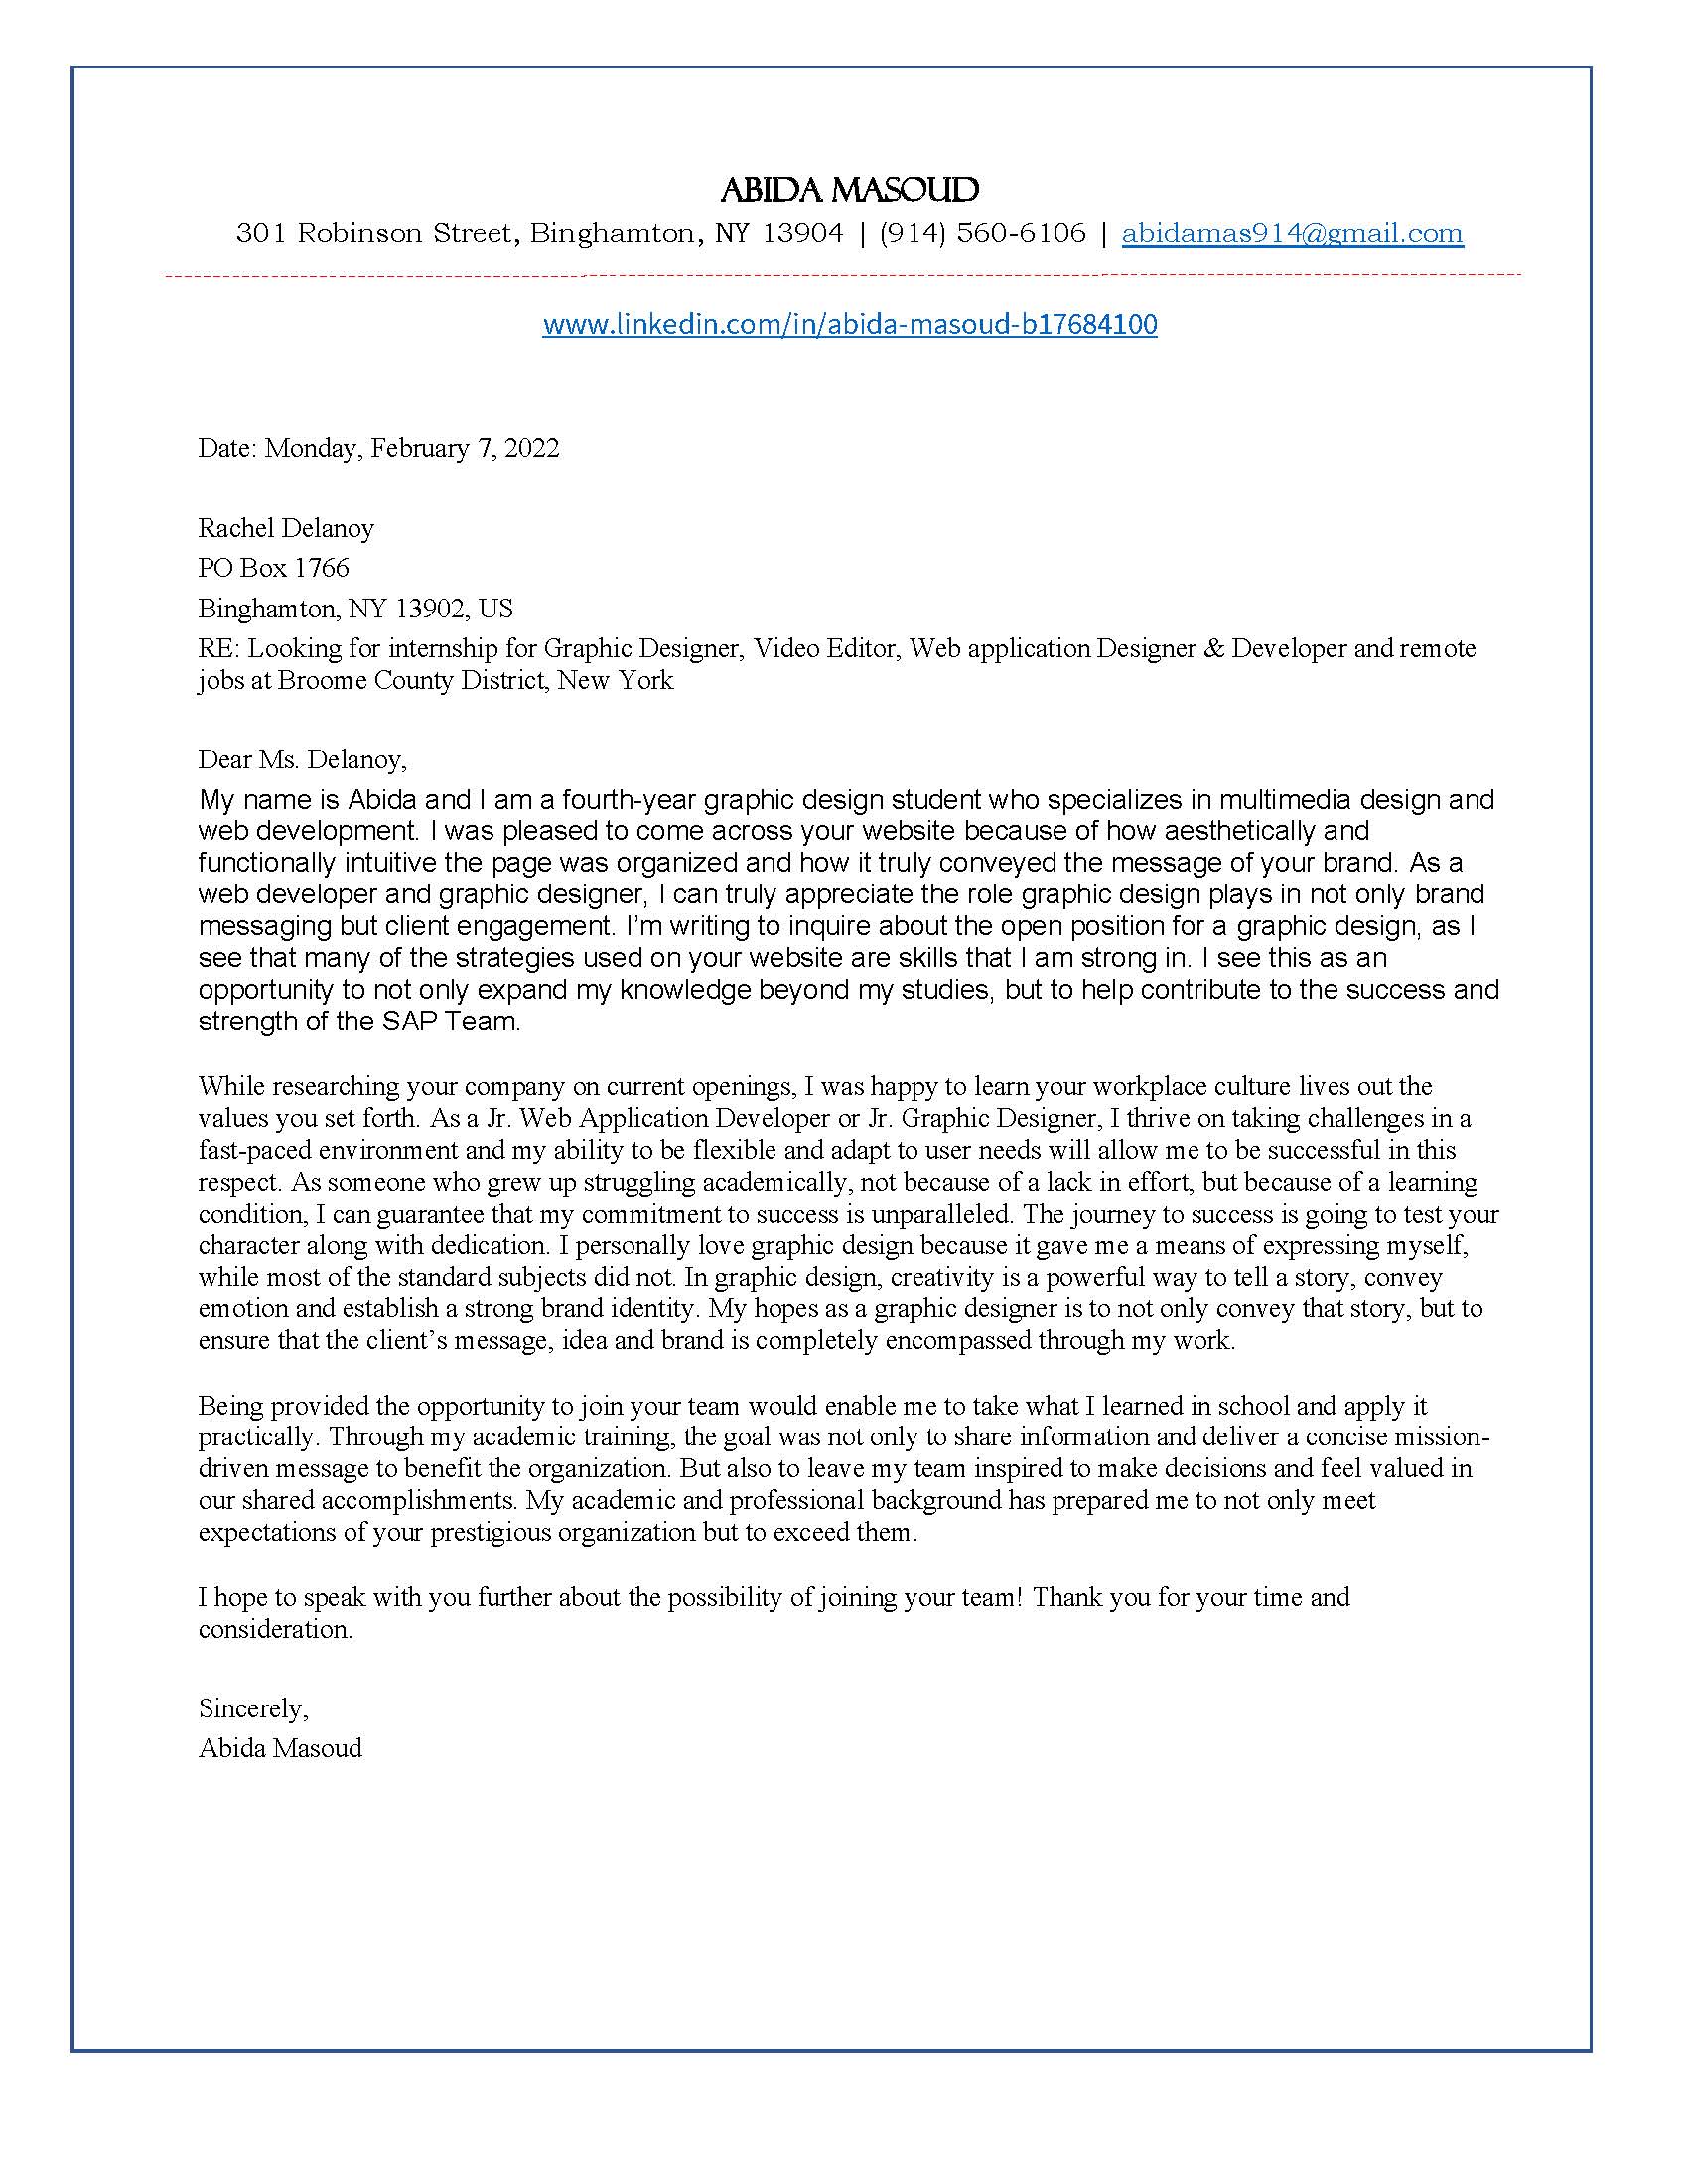 ABIDA MASOUD
301 Robinson Street, Binghamton, NY 13904 | (914) 560-6106 | abidamas914@gmail.com
www.linkedin.com/in/abida-masoud-b17684100
Date: Monday, February 7, 2022
Rachel Delanoy
PO Box 1766
Binghamton, NY 13902, US
RE: Looking for internship for Graphic Designer, Video Editor, Web application Designer & Developer and remote
jobs at Broome County District, New York
Dear Ms. Delanoy,
My name is Abida and I am a fourth-year graphic design student who specializes in multimedia design and
web development. I was pleased to come across your website because of how aesthetically and
functionally intuitive the page was organized and how it truly conveyed the message of your brand. As a
web developer and graphic designer, I can truly appreciate the role graphic design plays in not only brand
messaging but client engagement. I’m writing to inquire about the open position for a graphic design, as I
see that many of the strategies used on your website are skills that I am strong in. I see this as an
opportunity to not only expand my knowledge beyond my studies, but to help contribute to the success and
strength of the SAP Team.
While researching your company on current openings, I was happy to learn your workplace culture lives out the
values you set forth. As a Jr. Web Application Developer or Jr. Graphic Designer, I thrive on taking challenges in a
fast-paced environment and my ability to be flexible and adapt to user needs will allow me to be successful in this
respect. As someone who grew up struggling academically, not because of a lack in effort, but because of a learning
condition, I can guarantee that my commitment to success is unparalleled. The journey to success is going to test your
character along with dedication. I personally love graphic design because it gave me a means of expressing myself,
while most of the standard subjects did not. In graphic design, creativity is a powerful way to tell a story, convey
emotion and establish a strong brand identity. My hopes as a graphic designer is to not only convey that story, but to
ensure that the client’s message, idea and brand is completely encompassed through my work.
Being provided the opportunity to join your team would enable me to take what I learned in school and apply it
practically. Through my academic training, the goal was not only to share information and deliver a concise mission-
driven message to benefit the organization. But also to leave my team inspired to make decisions and feel valued in
our shared accomplishments. My academic and professional background has prepared me to not only meet
expectations of your prestigious organization but to exceed them.
I hope to speak with you further about the possibility of joining your team! Thank you for your time and
consideration.
Sincerely,
Abida Masoud